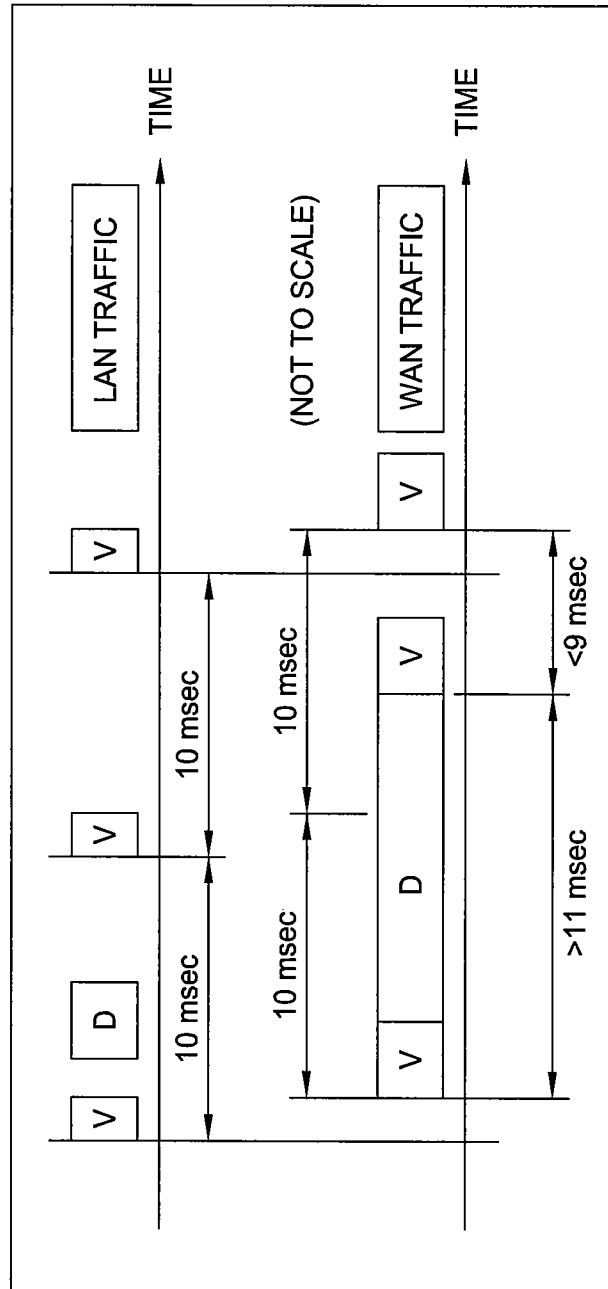 V
D
V
V
LAN TRAFFIC
TIME
10 msec
10 msec
10 msec
10 msec
(NOT TO SCALE)
V
D
V
V
WAN TRAFFIC
TIME
>11 msec
<9 msec